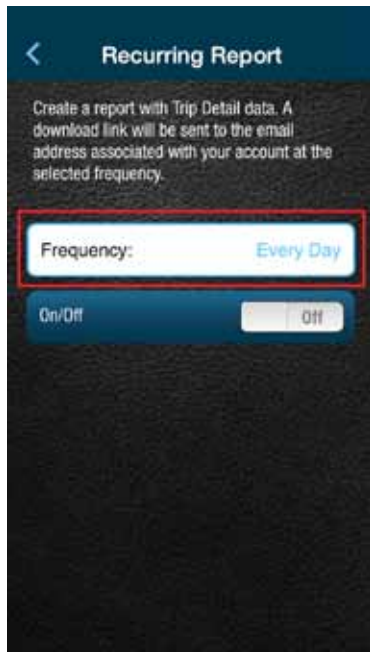 Recurring Report
Create a report with Trip Detail data. A
download link will be sent to the email
address associated with your account at the
selected frequency.
Frequency: Every Day
On/Off Off